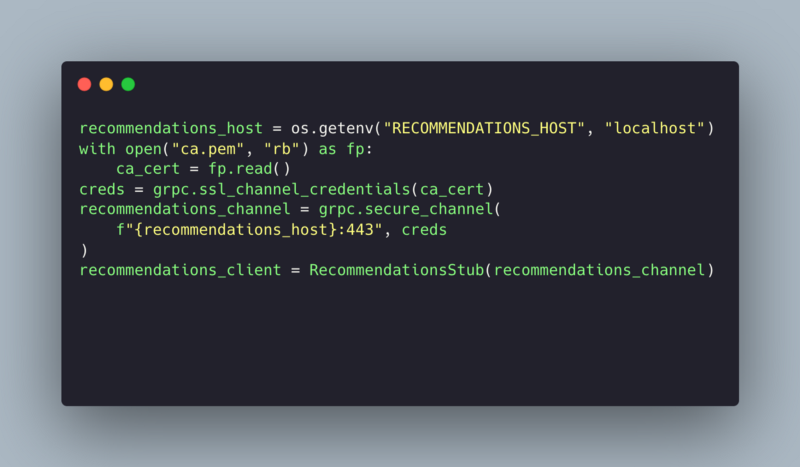 recommendations_host = os.getenv("RECOMMENDATIONS_HOST", "localhost")
with open("ca.pem", "rb") as fp:
    ca_cert = fp.read()
creds = grpc.ssl_channel_credentials(ca_cert)
recommendations_channel = grpc.secure_channel(
    f"{recommendations_host}:443", creds
)
recommendations_client = RecommendationsStub(recommendations_channel)